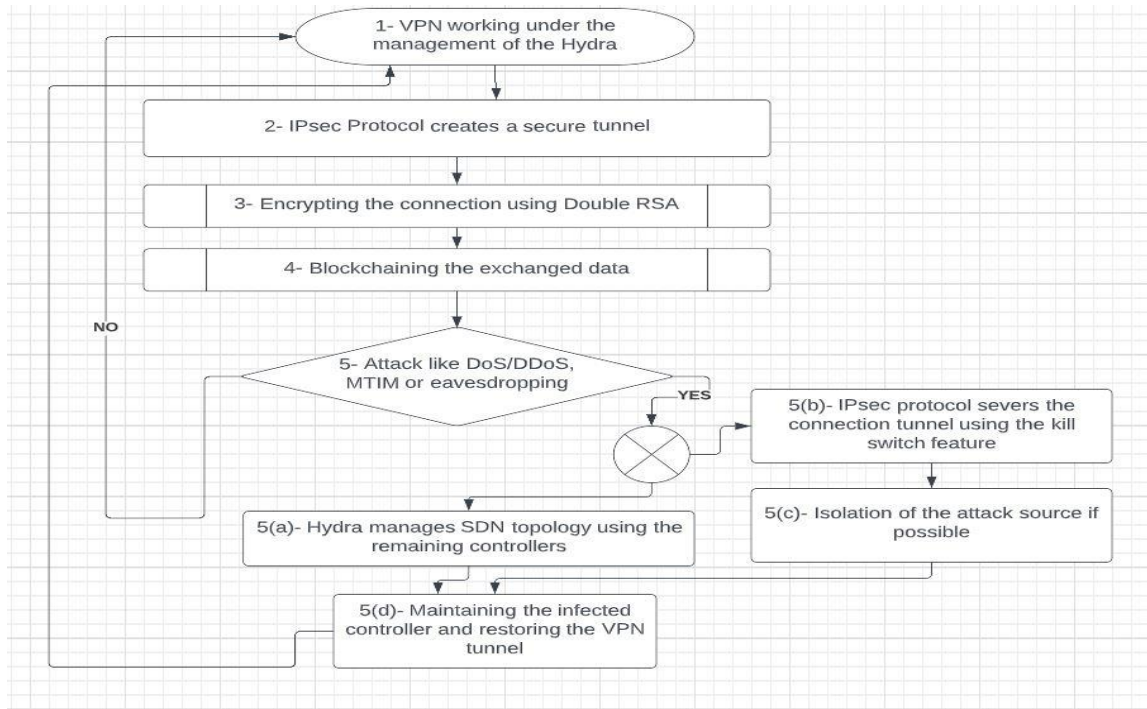 1- VPN working under the
management of the Hydra
2- IPsec Protocol creates a secure tunnel
3- Encrypting the connection using Double RSA
4- Blockchaining the exchanged data
NO
5- Attack like DoS/DDoS,
MTIM or eavesdropping
YES
5(b)- IPsec protocol severs the
connection tunnel using the kill
switch feature
5(a)- Hydra manages SDN topology using the
remaining controllers
5(c)- Isolation of the attack source if
possible
5(d)- Maintaining the infected
controller and restoring the VPN
tunnel